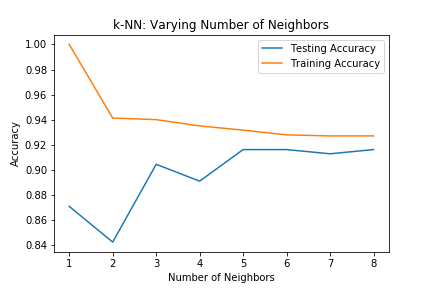 k-NN: Varying Number of Neighbors
Testing Accuracy
Training Accuracy
1.00
0.98
0.96
0.94
0.92
0.90
0.88
0.86
0.84
Accuracy
1 2 3 4 5 6 7 8
Number of Neighbors